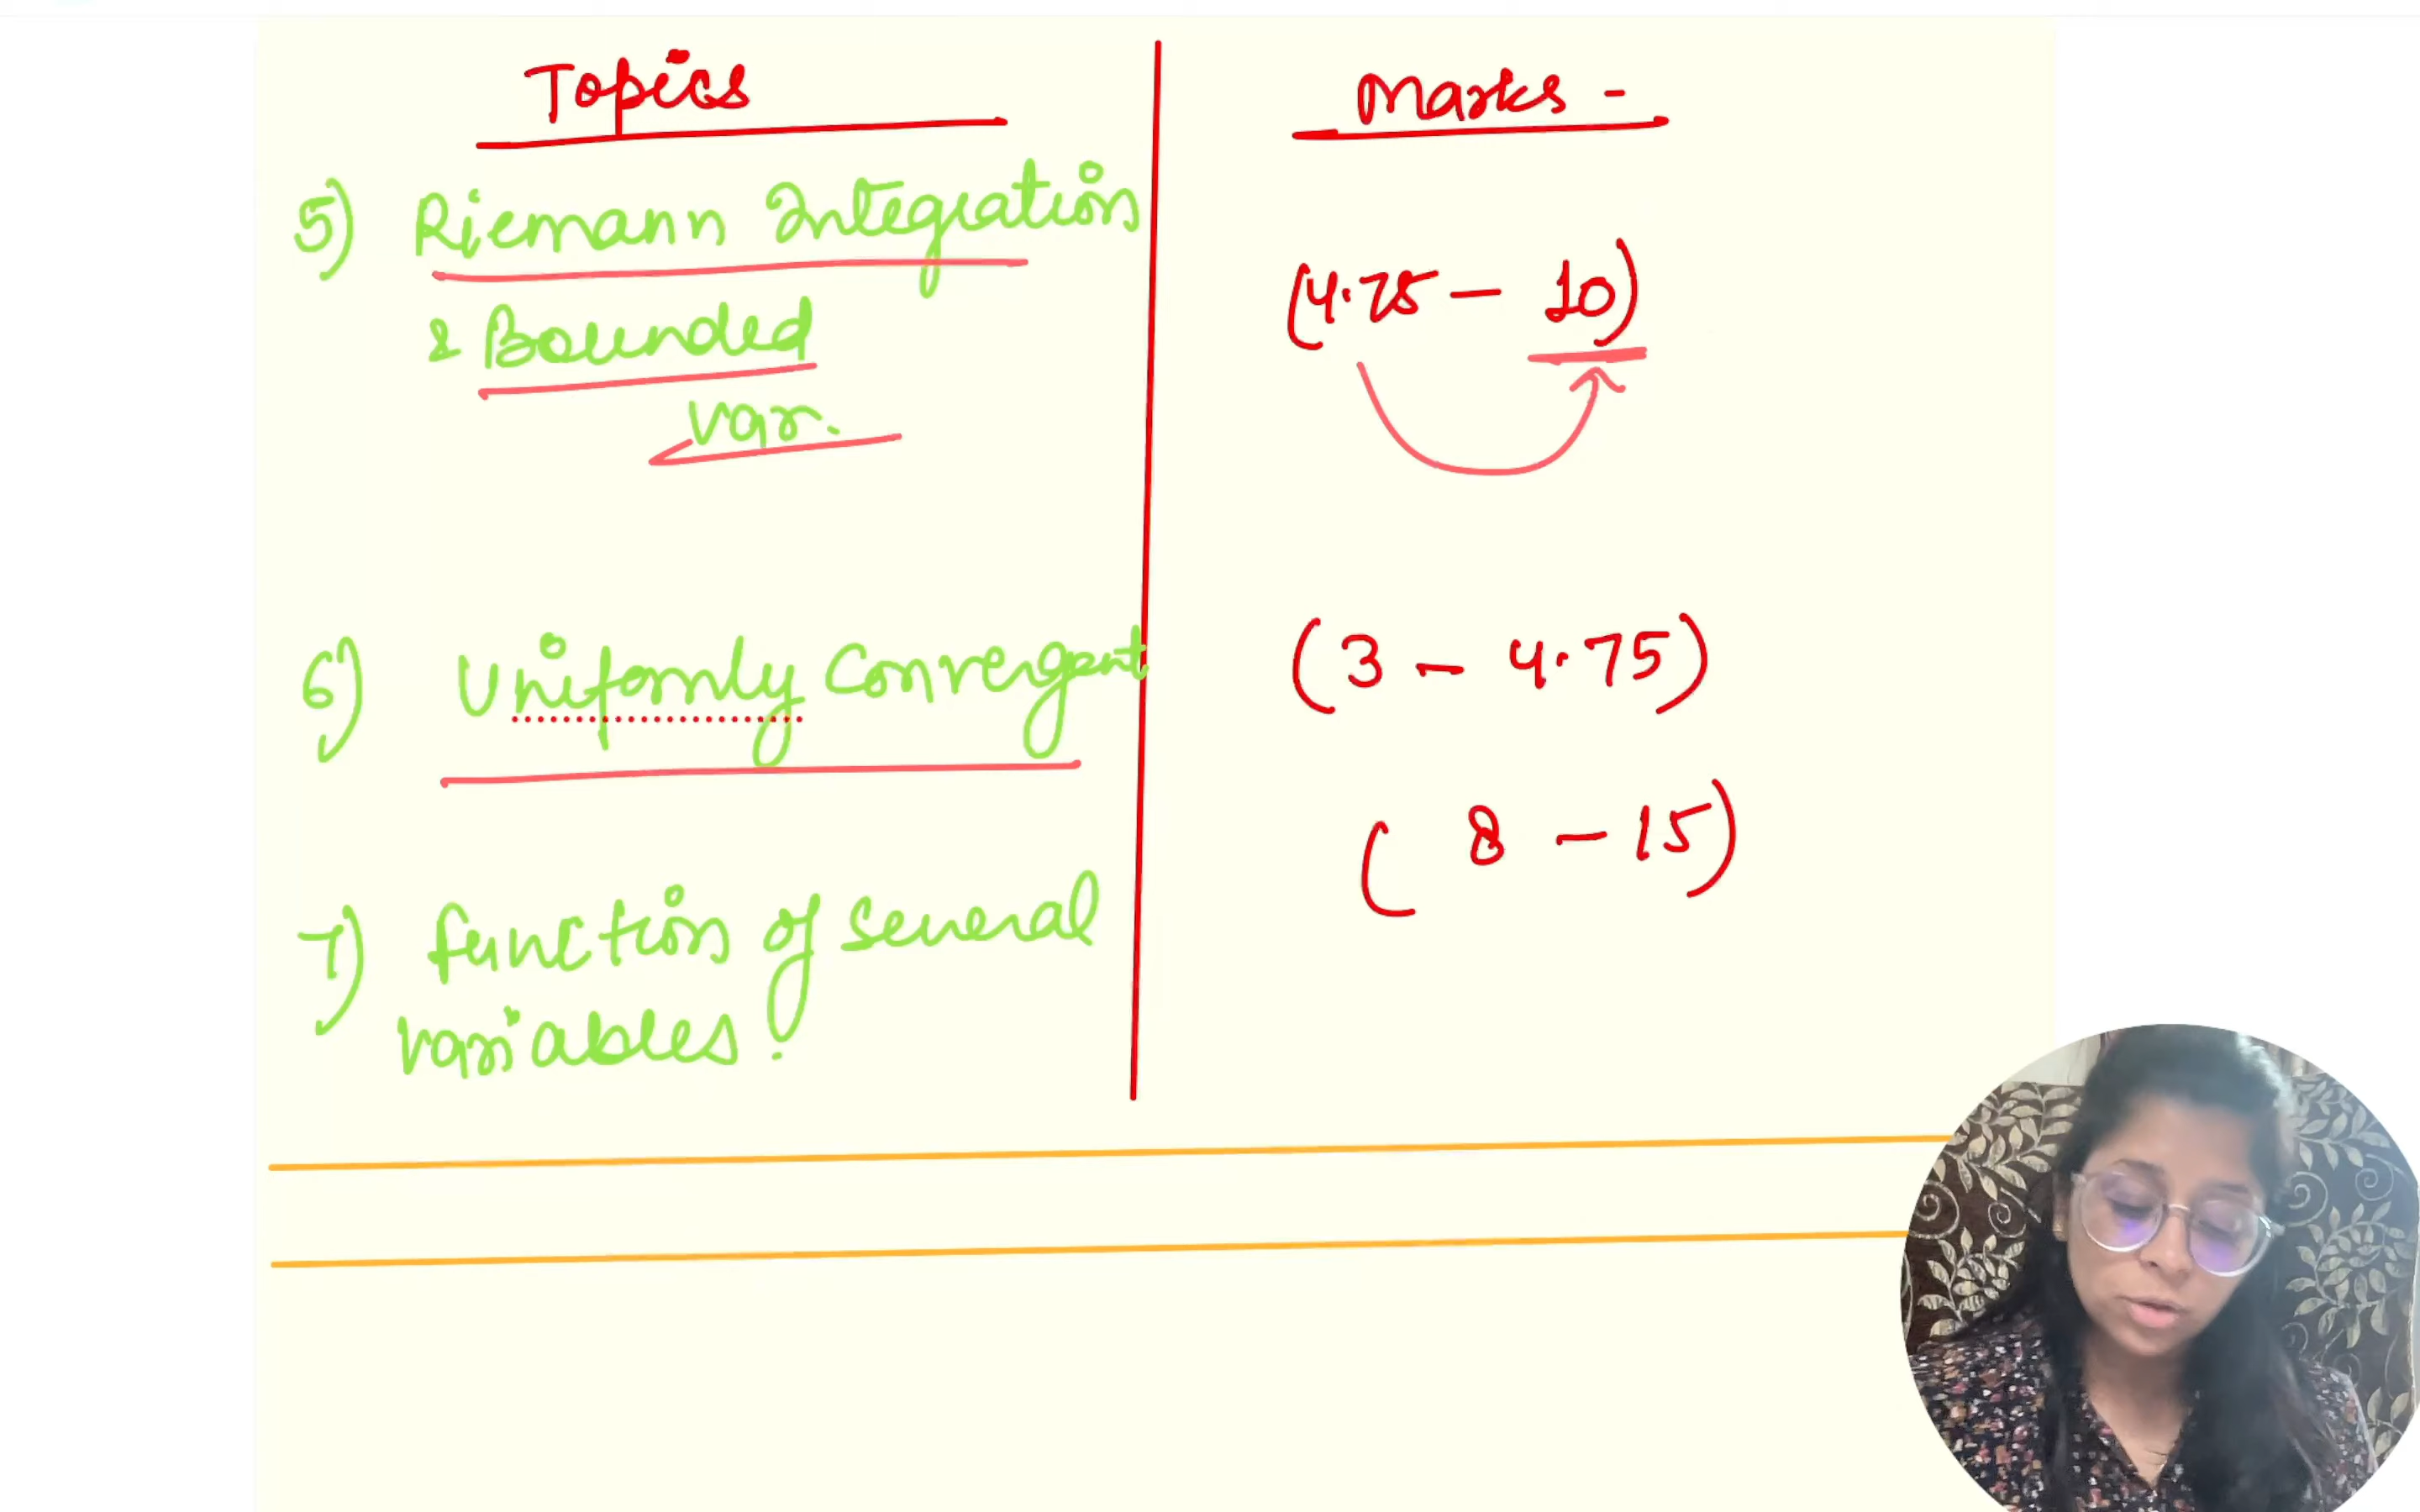 Topics
Marks -
5) Riemann Integration
& Bounded
var.
(4.75 - 10)
6) Uniformly Convergent
(3 - 4.75)
7) function of several
variables.
(8 - 15)